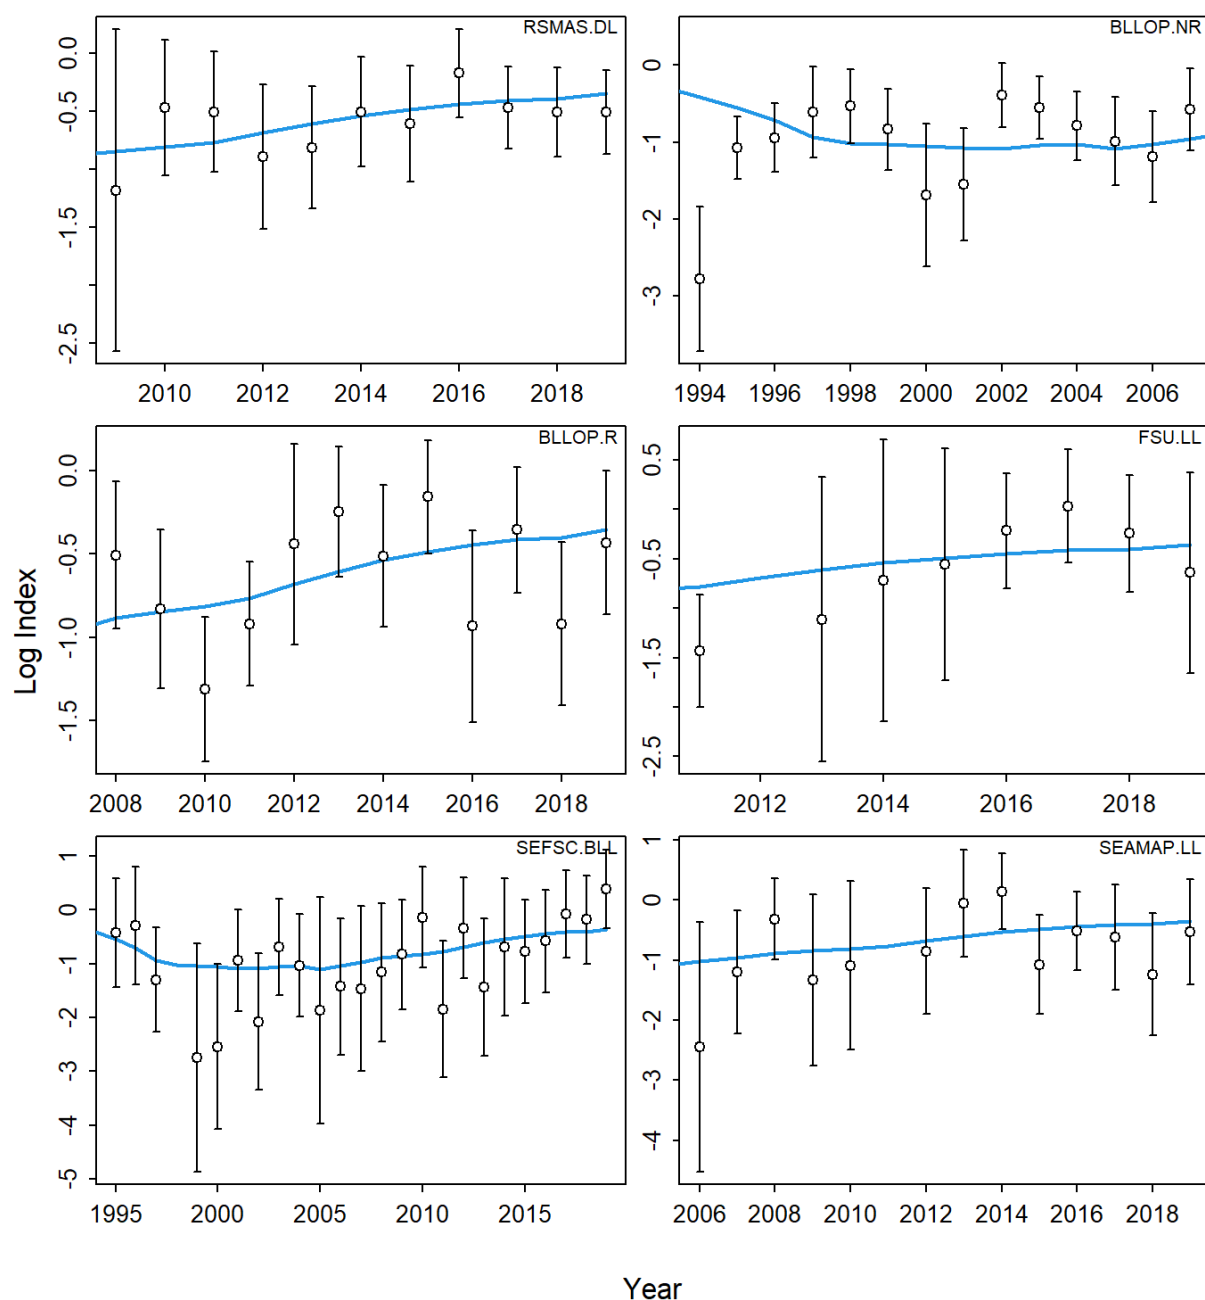 RSMAS.DL
0.0
-0.5
-1.5
-2.5
2010 2012 2014 2016 2018
BLLOP.NR
0
-1
-2
-3
1994 1996 1998 2000 2002 2004 2006
BLLOP.R
0.0
-0.5
-1.0
-1.5
2008 2010 2012 2014 2016 2018
FSU.LL
0.5
-0.5
-1.5
-2.5
2012 2014 2016 2018
SEFSC.BLL
1
0
-1
-2
-3
-4
-5
1995 2000 2005 2010 2015
SEAMAP.LL
1
0
-1
-2
-3
-4
2006 2008 2010 2012 2014 2016 2018
Log Index
Year